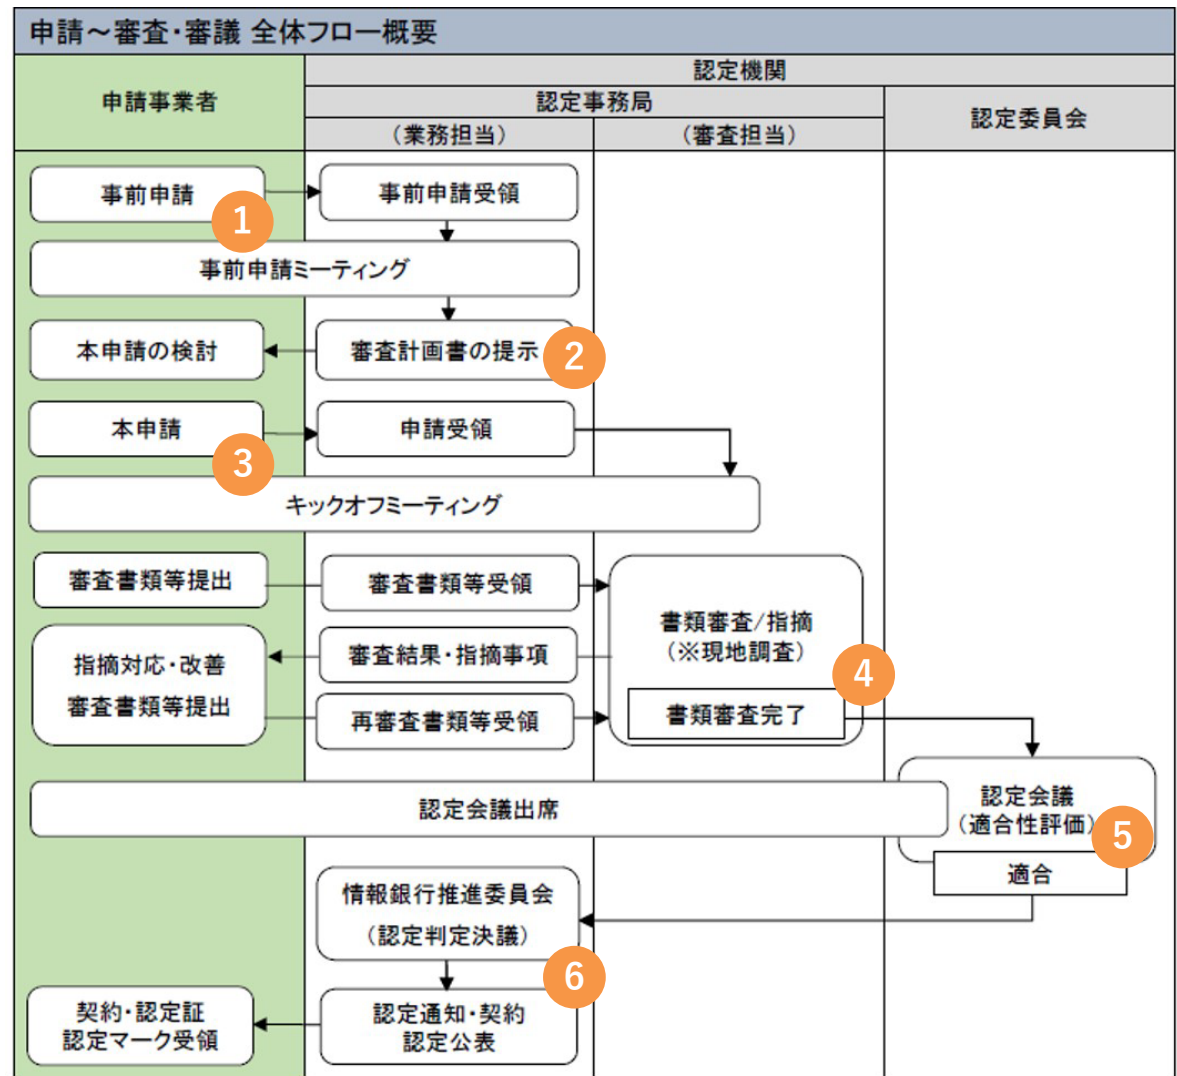 申請～審査・審議 全体フロー概要
申請事業者
認定機関
認定事務局
認定委員会
（業務担当）
（審査担当）
事前申請
事前申請受領
1
事前申請ミーティング
本申請の検討
審査計画書の提示
2
本申請
申請受領
3
キックオフミーティング
審査書類等提出
審査書類等受領
書類審査/指摘
（※現地調査）
審査結果・指摘事項
指摘対応・改善
審査書類等提出
再審査書類等受領
書類審査完了
4
認定会議出席
認定会議
（適合性評価）
5
適合
情報銀行推進委員会
（認定判定決議）
6
契約・認定証
認定マーク受領
認定通知・契約
認定公表